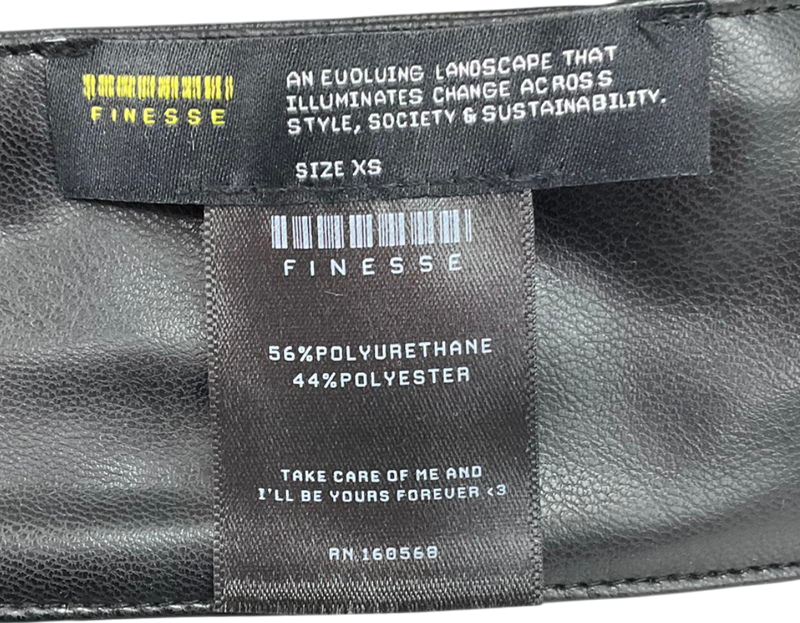 FINESSE
AN EVOLVING LANDSCAPE THAT
ILLUMINATES CHANGE ACROSS
STYLE, SOCIETY & SUSTAINABILITY.
SIZE XS
FINESSE
56%POLYURETHANE
44%POLYESTER
TAKE CARE OF ME AND
I'LL BE YOURS FOREVER <3
RN.160568